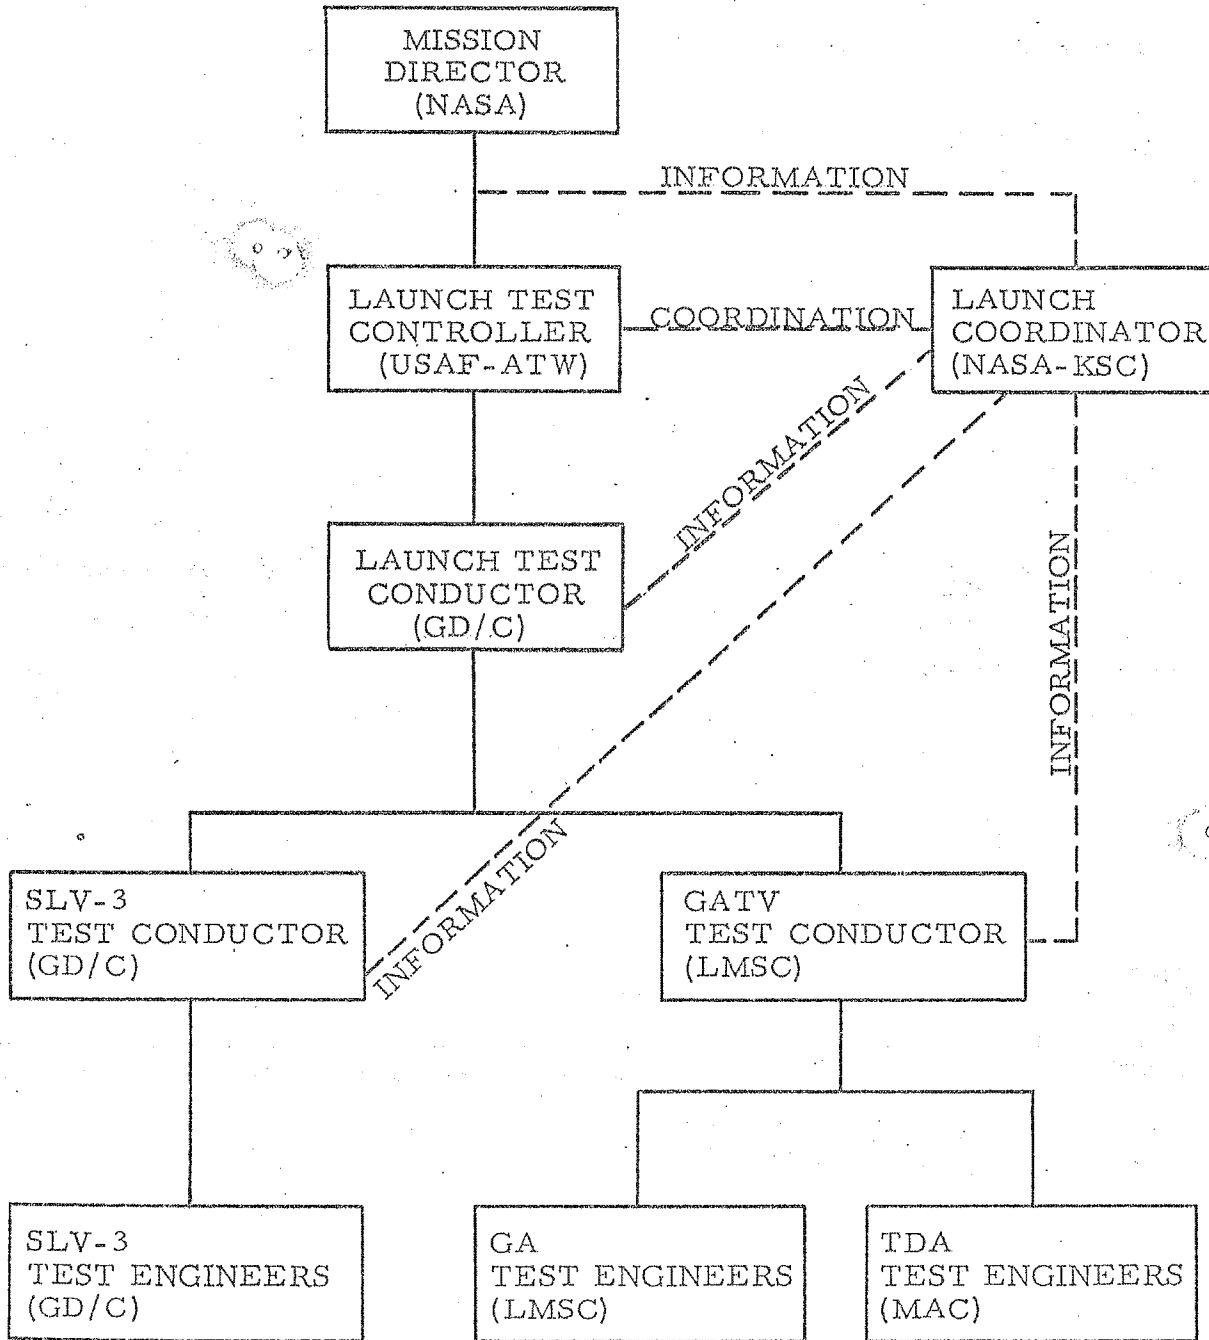 MISSION
DIRECTOR
(NASA)
INFORMATION
LAUNCH TEST
CONTROLLER
(USAF-ATW)
COORDINATION
LAUNCH
COORDINATOR
(NASA-KSC)
INFORMATION
LAUNCH TEST
CONDUCTOR
(GD/C)
INFORMATION
INFORMATION
SLV-3
TEST CONDUCTOR
(GD/C)
GATV
TEST CONDUCTOR
(LMSC)
SLV-3
TEST ENGINEERS
(GD/C)
GA
TEST ENGINEERS
(LMSC)
TDA
TEST ENGINEERS
(MAC)